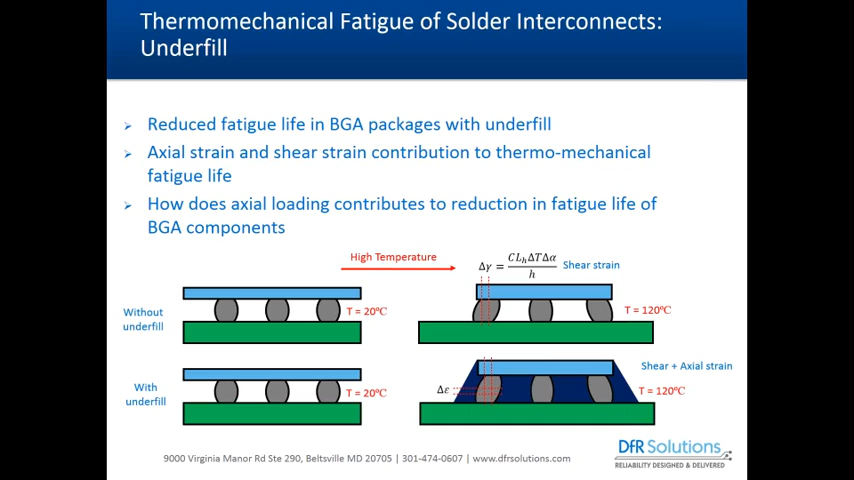 Thermomechanical Fatigue of Solder Interconnects:
Underfill
Reduced fatigue life in BGA packages with underfill
Axial strain and shear strain contribution to thermo-mechanical
fatigue life
How does axial loading contributes to reduction in fatigue life of
BGA components
High Temperature
Δγ = CL_hΔTΔα / h
Shear strain
Without
underfill
T = 20°C
T = 120°C
With
underfill
T = 20°C
Δε
Shear + Axial strain
T = 120°C
9000 Virginia Manor Rd Ste 290, Beltsville MD 20705 | 301-474-0607 | www.dfrsolutions.com
DfR Solutions
RELIABILITY DESIGNED & DELIVERED